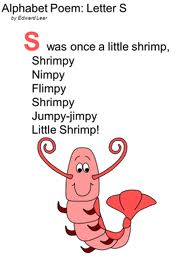 Alphabet Poem: Letter S
by Edward Lear
S was once a little shrimp,
Shrimpy
Nimpy
Flimpy
Shrimpy
Jumpy-jimpy
Little Shrimp!